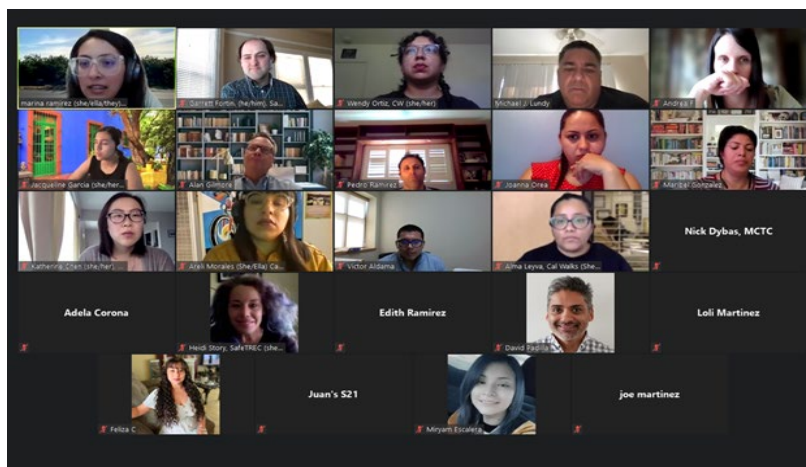 marina ramirez (she/ella/they)...
Garrett Fortin, (he/him), Sa...
Wendy Ortiz, CW (she/her)
Michael J. Lundy
Andrea F
Jacqueline Garcia (she/her...
Alan Gilmore
Pedro Ramirez
Joanna Orea
Maribel Gonzalez
Katherine Chen (she/her), ...
Areli Morales (She/Ella) Ca...
Victor Aldama
Alma Leyva, Cal Walks (She...
Nick Dybas, MCTC
Adela Corona
Heidi Story, SafeTREC (she...
Edith Ramirez
David Padilla
Loli Martinez
Feliza C
Juan's S21
Miryam Escalera
joe martinez